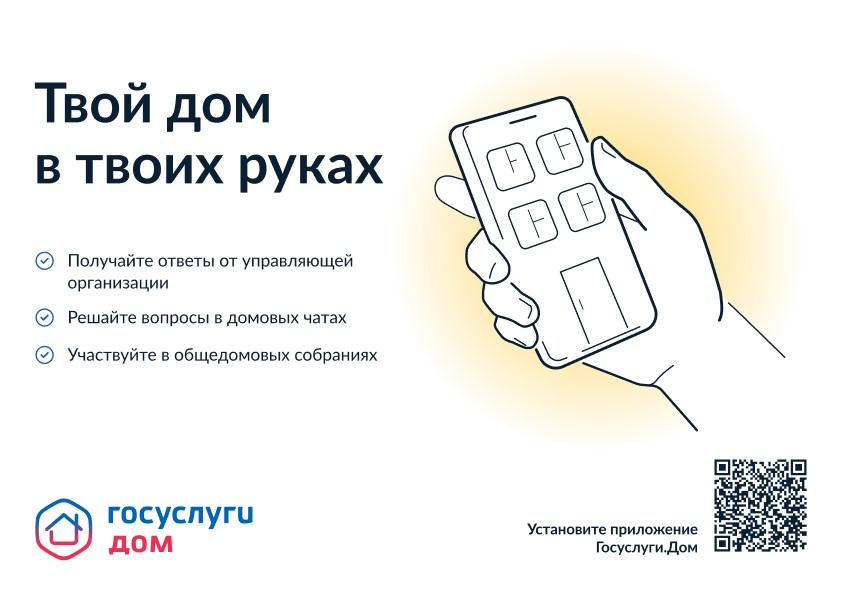 Твой дом
в твоих руках
Получайте ответы от управляющей
организации
Решайте вопросы в домовых чатах
Участвуйте в общедомовых собраниях
госуслуги
дом
Установите приложение
Госуслуги.Дом